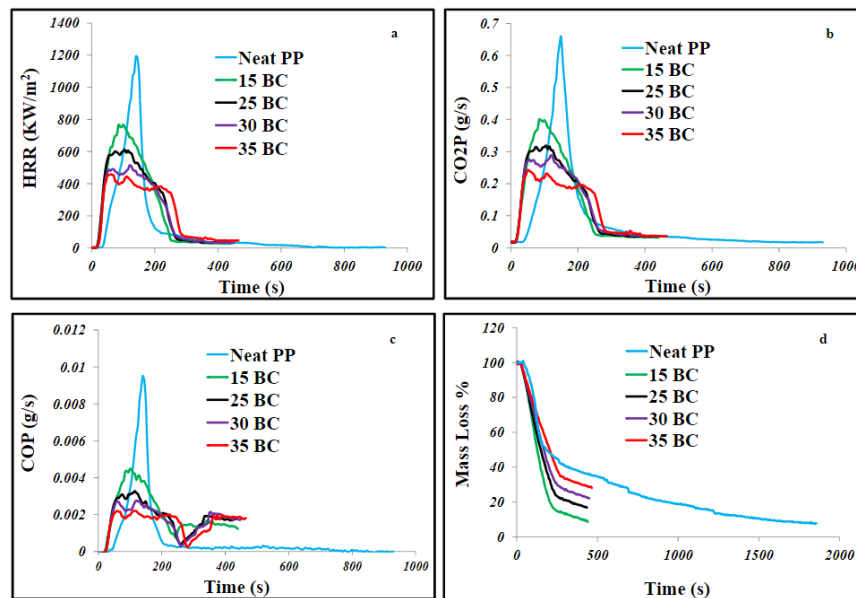 a
1400
1200
1000
800
600
400
200
0
HRR (KW/m²)
Neat PP
15 BC
25 BC
30 BC
35 BC
0 200 400 600 800 1000
Time (s)
b
0.7
0.6
0.5
0.4
0.3
0.2
0.1
0
CO2P (g/s)
Neat PP
15 BC
25 BC
30 BC
35 BC
0 200 400 600 800 1000
Time (s)
c
0.012
0.01
0.008
0.006
0.004
0.002
0
COP (g/s)
Neat PP
15 BC
25 BC
30 BC
35 BC
0 200 400 600 800 1000
Time (s)
d
120
100
80
60
40
20
0
Mass Loss %
Neat PP
15 BC
25 BC
30 BC
35 BC
0 500 1000 1500 2000
Time (s)